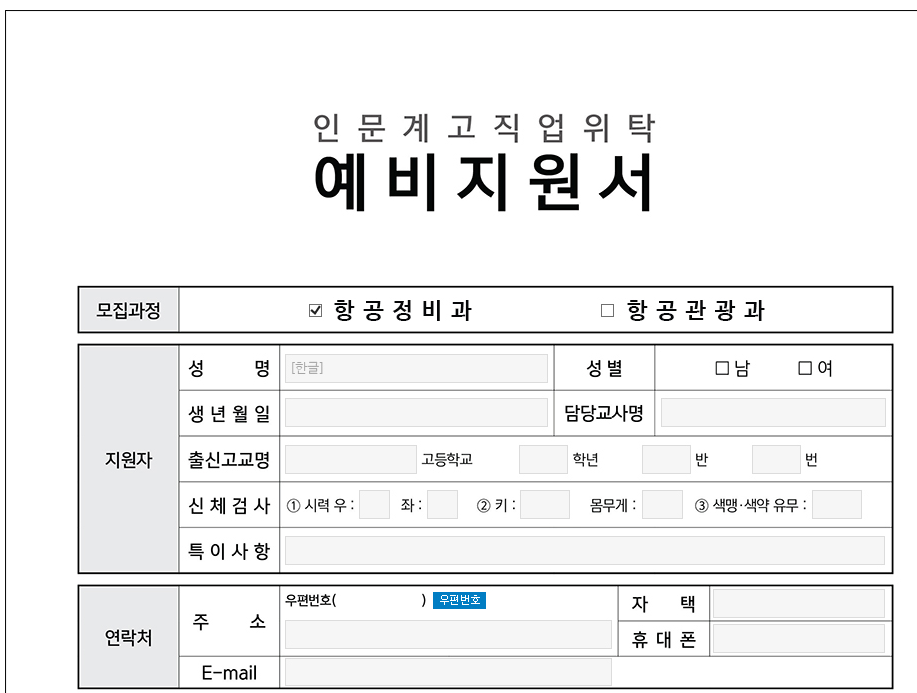 인문계고직업위탁
예비지원서
모집과정 ☑ 항공정비과 ☐ 항공관광과
지원자
성 명 [한글] 성별 ☐ 남 ☐ 여
생년월일 담당교사명
출신고교명 고등학교 학년 반 번
신체검사 ① 시력 우 : 좌 : ② 키 : 몸무게 : ③ 색맹·색약 유무 :
특이사항
연락처
주 소 우편번호( ) 우편번호 자 택
휴대폰
E-mail